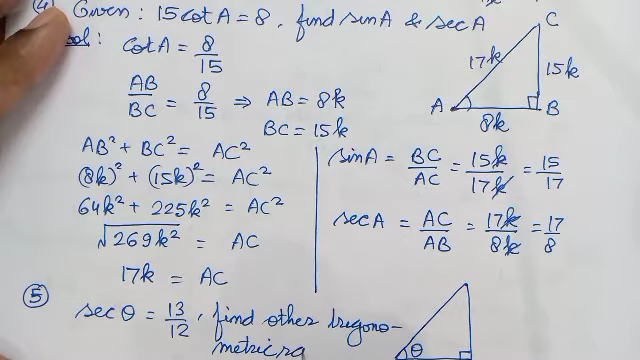 (4) Given : 15 cot A = 8 , find sin A & sec A
Sol :
cot A = 8/15
AB/BC = 8/15 ⇒ AB = 8k
BC = 15k
AB² + BC² = AC²
(8k)² + (15k)² = AC²
64k² + 225k² = AC²
√269k² = AC
17k = AC
sin A = BC/AC = 15k/17k = 15/17
sec A = AC/AB = 17k/8k = 17/8
C
17k
15k
A
B
8k
(5) sec θ = 13/12 , find other trigono-
metric ra
θ